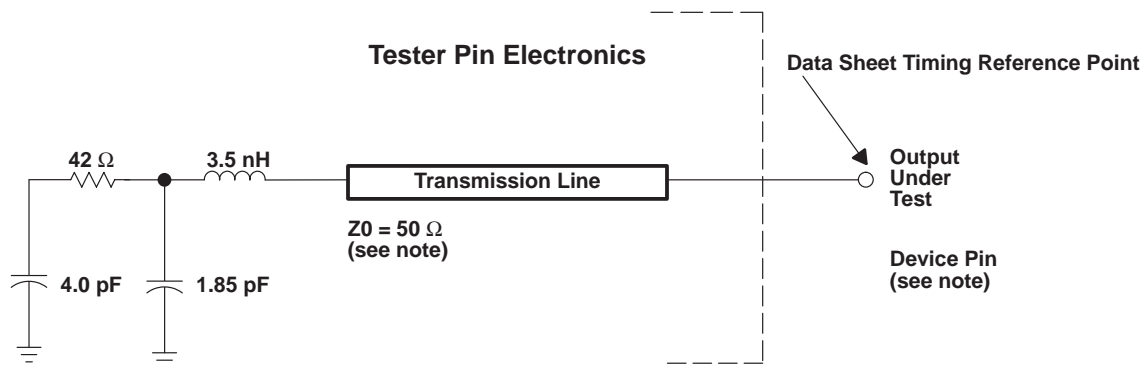 Tester Pin Electronics
Data Sheet Timing Reference Point
42 Ω
3.5 nH
Transmission Line
Output
Under
Test
Z0 = 50 Ω
(see note)
Device Pin
(see note)
4.0 pF
1.85 pF